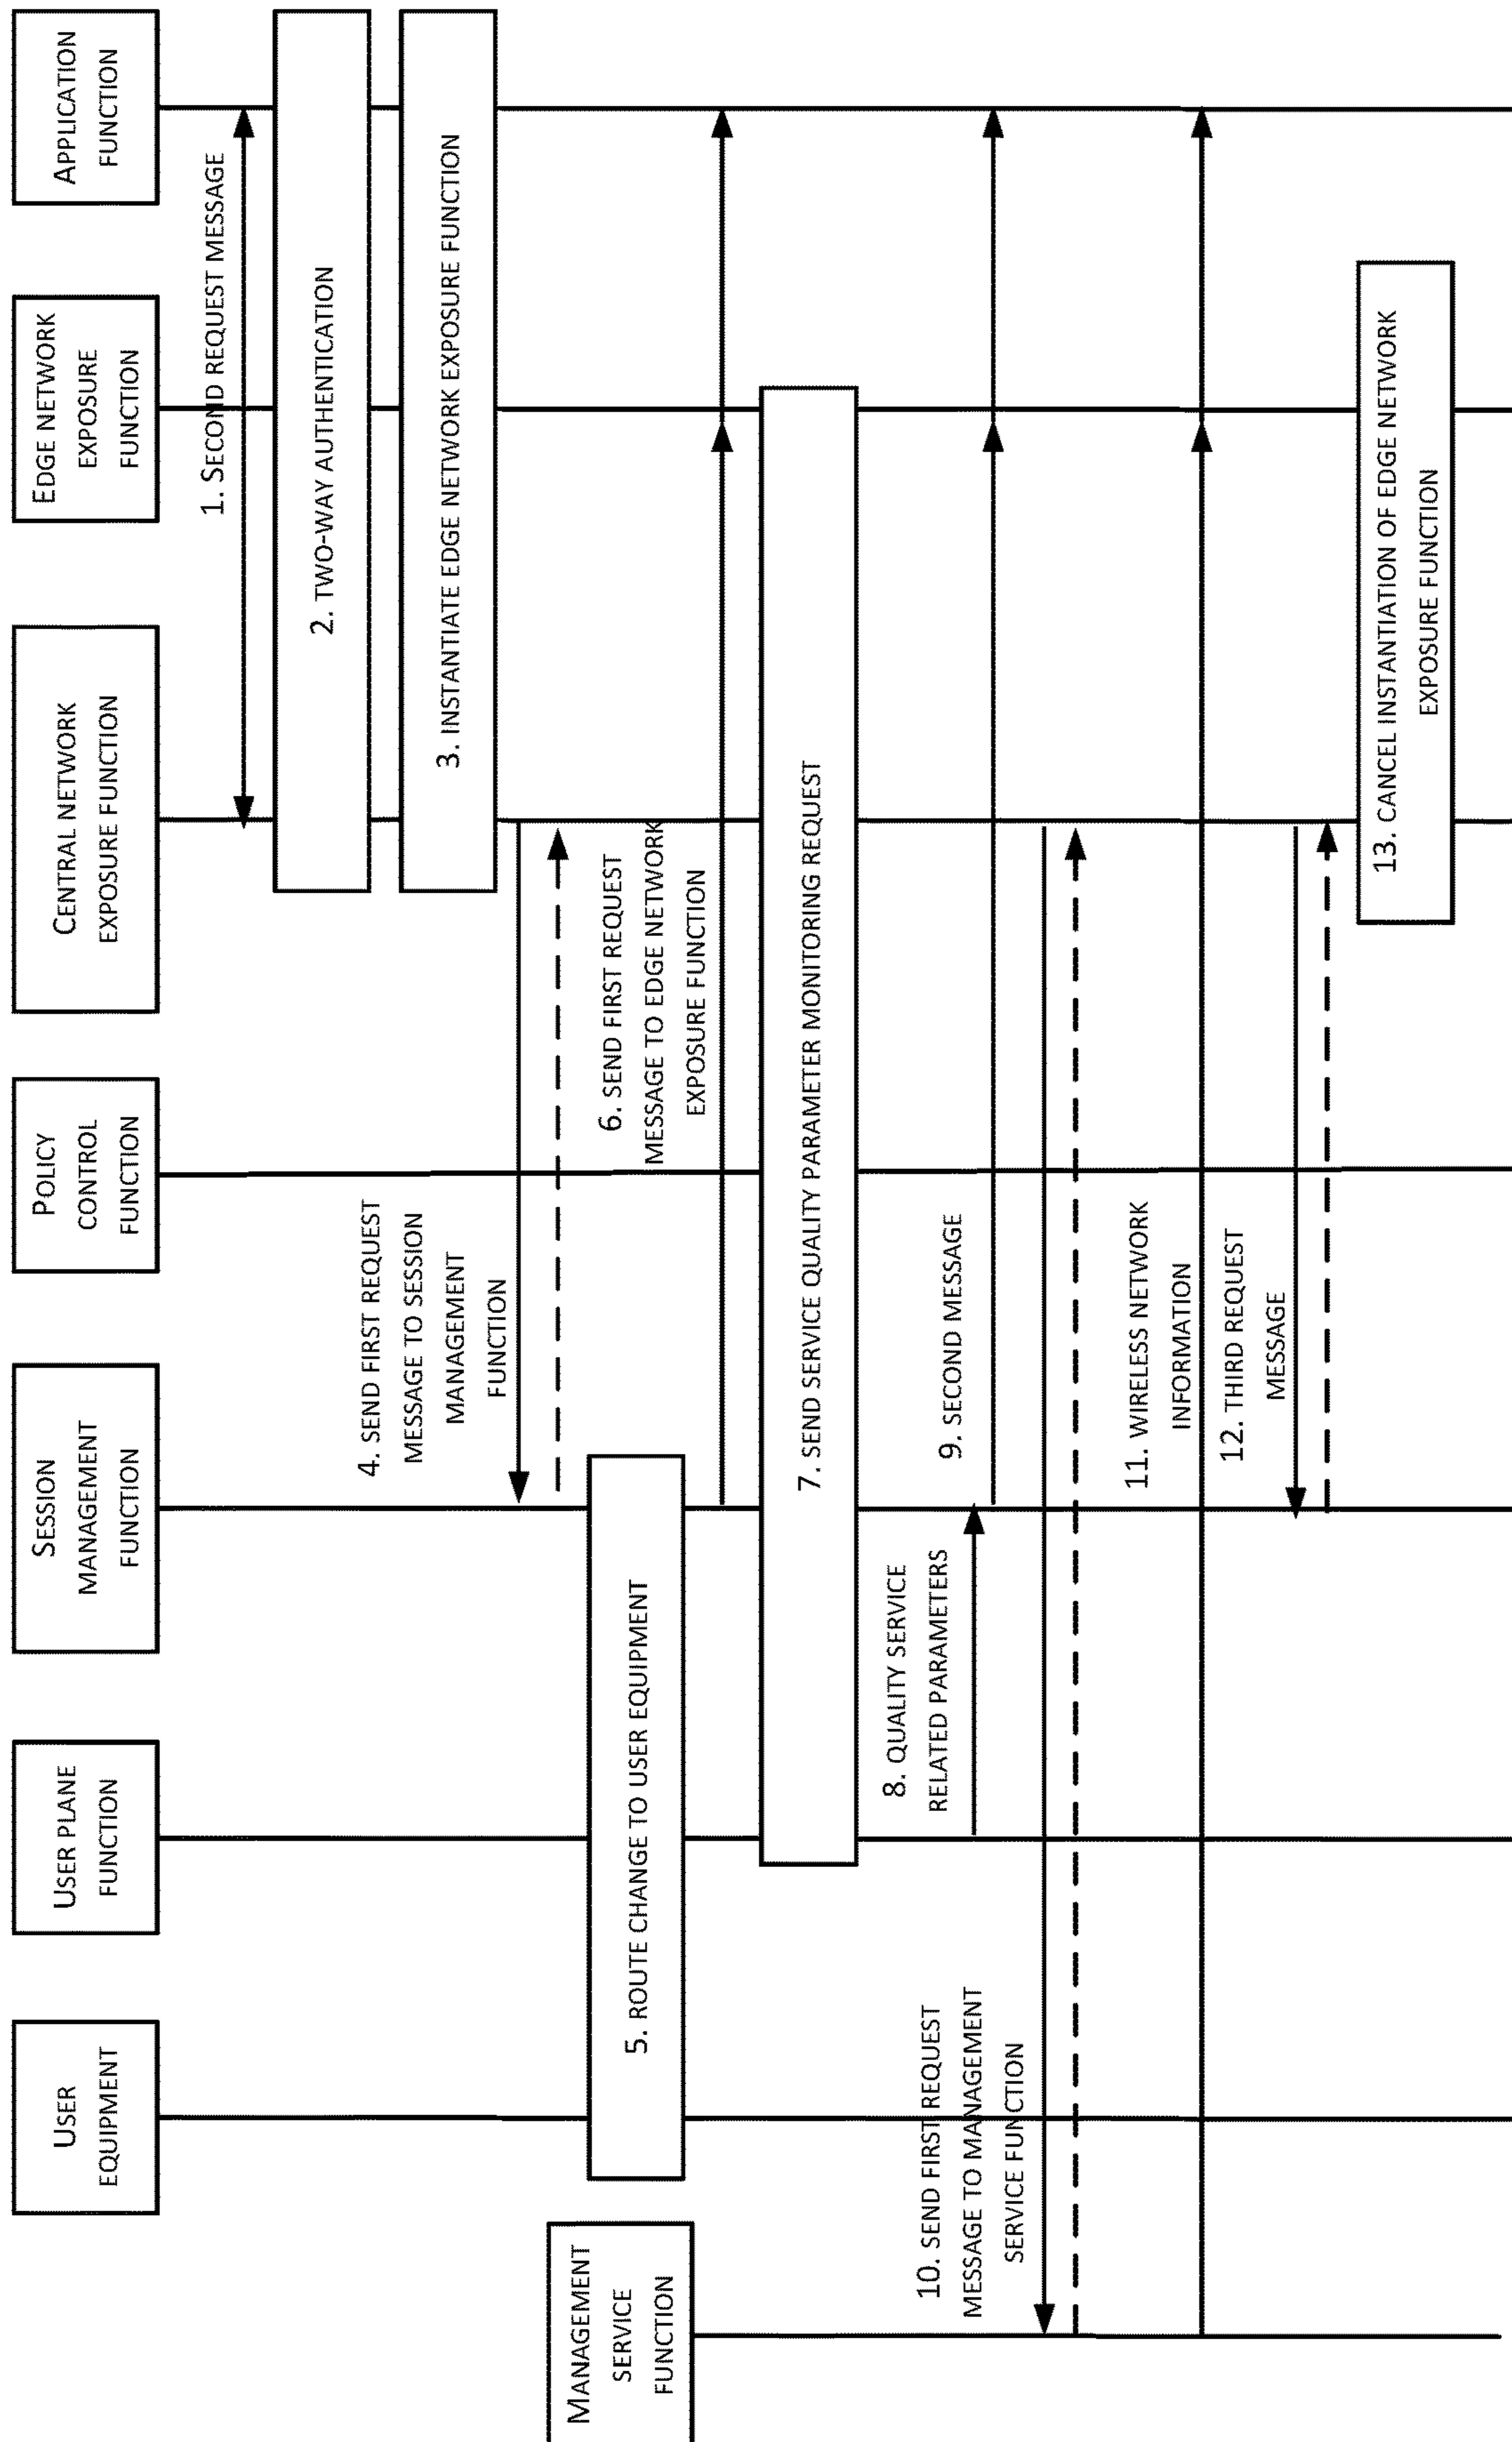 MANAGEMENT
SERVICE
FUNCTION
USER
EQUIPMENT
USER PLANE
FUNCTION
SESSION
MANAGEMENT
FUNCTION
POLICY
CONTROL
FUNCTION
CENTRAL NETWORK
EXPOSURE FUNCTION
EDGE NETWORK
EXPOSURE
FUNCTION
APPLICATION
FUNCTION
1. SECOND REQUEST MESSAGE
2. TWO-WAY AUTHENTICATION
3. INSTANTIATE EDGE NETWORK EXPOSURE FUNCTION
4. SEND FIRST REQUEST
MESSAGE TO SESSION
MANAGEMENT
FUNCTION
5. ROUTE CHANGE TO USER EQUIPMENT
6. SEND FIRST REQUEST
MESSAGE TO EDGE NETWORK
EXPOSURE FUNCTION
7. SEND SERVICE QUALITY PARAMETER MONITORING REQUEST
8. QUALITY SERVICE
RELATED PARAMETERS
9. SECOND MESSAGE
10. SEND FIRST REQUEST
MESSAGE TO MANAGEMENT
SERVICE FUNCTION
11. WIRELESS NETWORK
INFORMATION
12. THIRD REQUEST
MESSAGE
13. CANCEL INSTANTIATION OF EDGE NETWORK
EXPOSURE FUNCTION